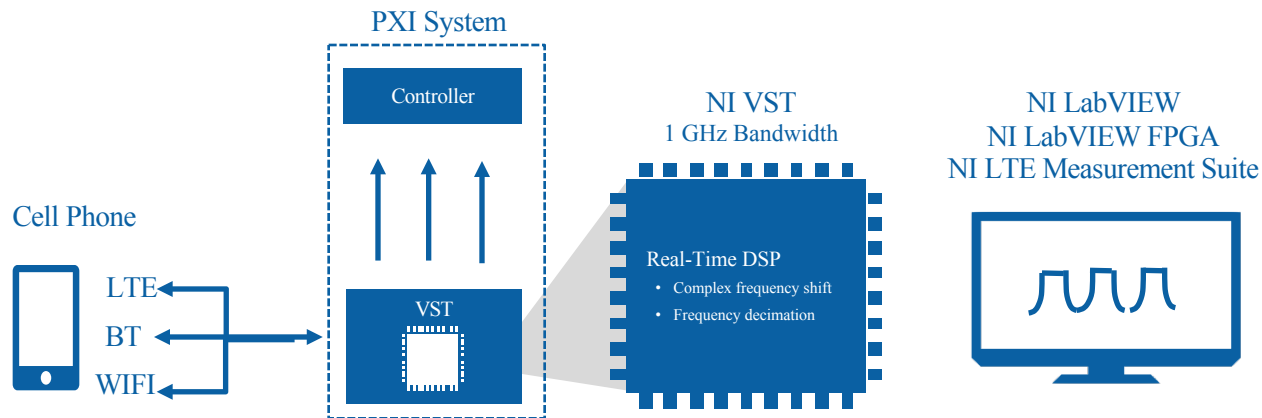 PXI System
Controller
NI VST
1 GHz Bandwidth
NI LabVIEW
NI LabVIEW FPGA
NI LTE Measurement Suite
Cell Phone
LTE
BT
WIFI
VST
Real-Time DSP
• Complex frequency shift
• Frequency decimation